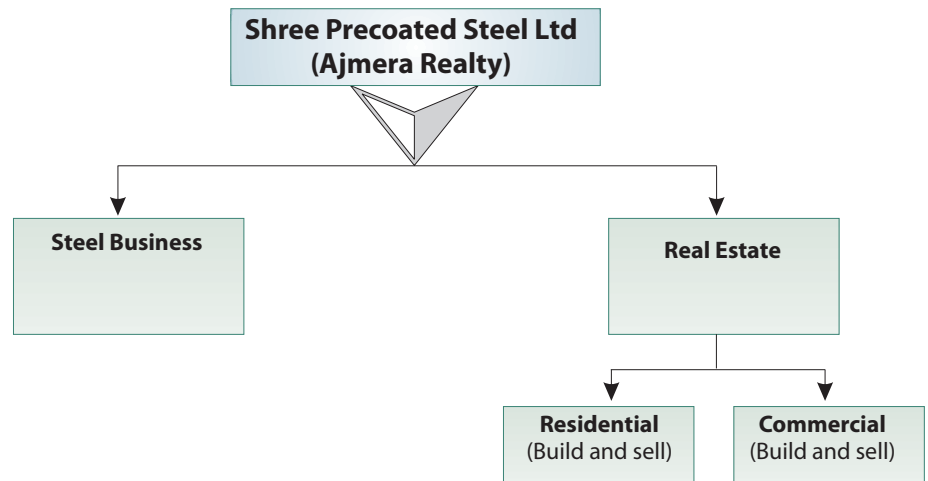 Shree Precoated Steel Ltd
(Ajmera Realty)
Steel Business
Real Estate
Residential
(Build and sell)
Commercial
(Build and sell)